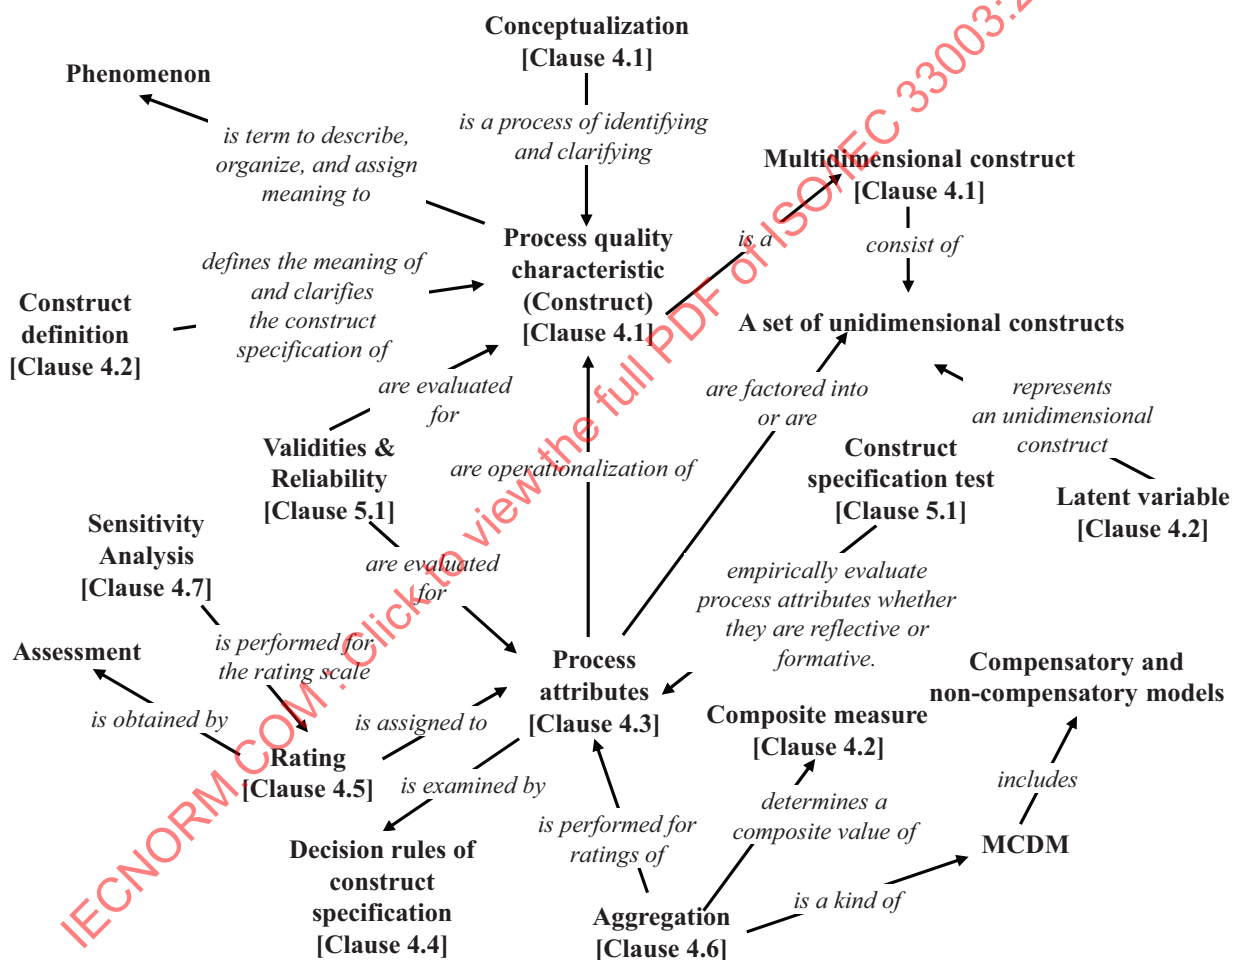 Conceptualization
[Clause 4.1]
Phenomenon
is term to describe,
organize, and assign
meaning to
is a process of identifying
and clarifying
Multidimensional construct
[Clause 4.1]
is a
consist of
Process quality
characteristic
(Construct)
[Clause 4.1]
defines the meaning of
and clarifies
the construct
specification of
Construct
definition
[Clause 4.2]
A set of unidimensional constructs
are evaluated
for
are factored into
or are
represents
an unidimensional
construct
Validities &
Reliability
[Clause 5.1]
are operationalization of
Construct
specification test
[Clause 5.1]
Latent variable
[Clause 4.2]
Sensitivity
Analysis
[Clause 4.7]
are evaluated
for
empirically evaluate
process attributes whether
they are reflective or
formative.
is performed for
the rating scale
Assessment
Process
attributes
[Clause 4.3]
Compensatory and
non-compensatory models
is obtained by
is assigned to
Composite measure
[Clause 4.2]
Rating
[Clause 4.5]
is examined by
includes
determines a
composite value of
is performed for
ratings of
MCDM
Decision rules of
construct
specification
[Clause 4.4]
is a kind of
Aggregation
[Clause 4.6]
IECNORM.COM : Click to view the full PDF of ISO/IEC 33003:2